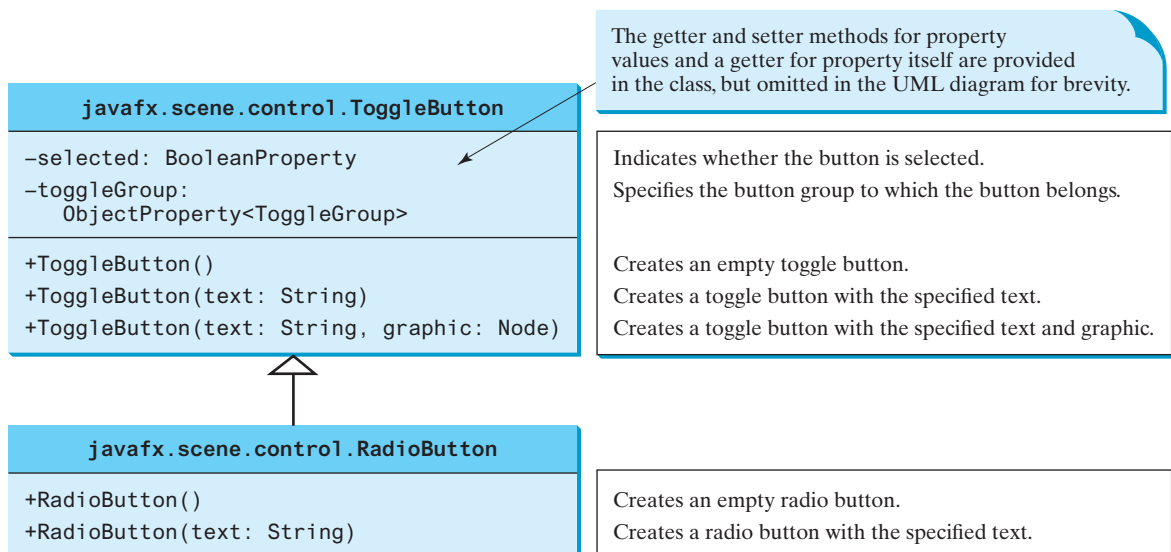 The getter and setter methods for property
values and a getter for property itself are provided
in the class, but omitted in the UML diagram for brevity.
javafx.scene.control.ToggleButton
–selected: BooleanProperty
Indicates whether the button is selected.
–toggleGroup:
Specifies the button group to which the button belongs.
ObjectProperty<ToggleGroup>
+ToggleButton()
Creates an empty toggle button.
+ToggleButton(text: String)
Creates a toggle button with the specified text.
+ToggleButton(text: String, graphic: Node)
Creates a toggle button with the specified text and graphic.
javafx.scene.control.RadioButton
+RadioButton()
Creates an empty radio button.
+RadioButton(text: String)
Creates a radio button with the specified text.